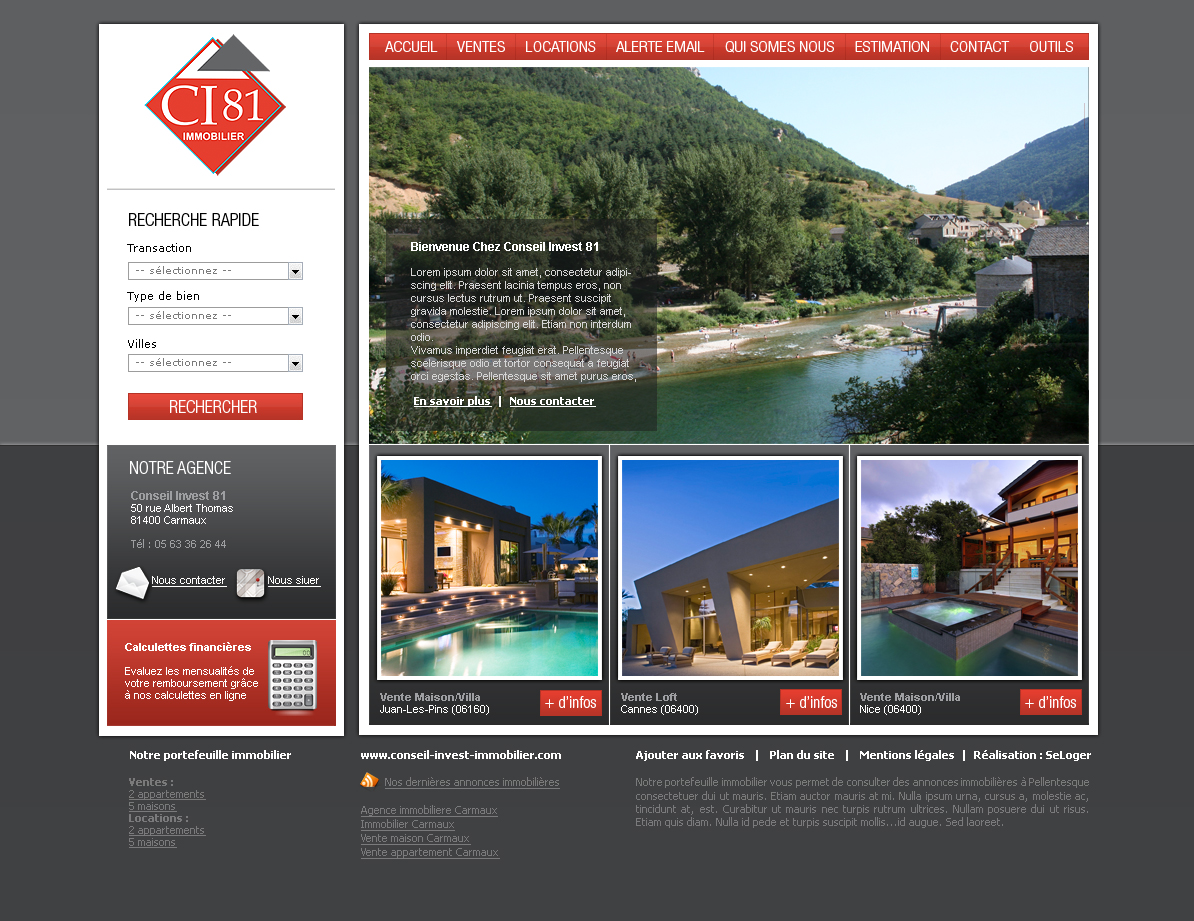 CI 81
IMMOBILIER
RECHERCHE RAPIDE
Transaction
-- sélectionnez --
Type de bien
-- sélectionnez --
Villes
-- sélectionnez --
RECHERCHER
NOTRE AGENCE
Conseil Invest 81
50 rue Albert Thomas
81400 Carmaux
Tél : 05 63 36 26 44
Nous contacter Nous siuer
Calculettes financières
Evaluez les mensualités de
votre remboursement grâce
à nos calculettes en ligne
ACCUEIL VENTES LOCATIONS ALERTE EMAIL QUI SOMES NOUS ESTIMATION CONTACT OUTILS
Bienvenue Chez Conseil Invest 81
Lorem ipsum dolor sit amet, consectetur adipi-
scing elit. Praesent lacinia tempus eros, non
cursus lectus rutrum ut. Praesent suscipit
gravida molestie. Lorem ipsum dolor sit amet,
consectetur adipiscing elit. Etiam non interdum
odio.
Vivamus imperdiet feugiat erat. Pellentesque
scelerisque odio et tortor consequat a feugiat
orci egestas. Pellentesque sit amet purus eros,
En savoir plus | Nous contacter
Vente Maison/Villa
Juan-Les-Pins (06160)
+ d'infos
Vente Loft
Cannes (06400)
+ d'infos
Vente Maison/Villa
Nice (06400)
+ d'infos
Notre portefeuille immobilier
Ventes :
2 appartements
5 maisons
Locations :
2 appartements
5 maisons
www.conseil-invest-immobilier.com
Nos dernières annonces immobilières
Agence immobiliere Carmaux
Immobilier Carmaux
Vente maison Carmaux
Vente appartement Carmaux
Ajouter aux favoris | Plan du site | Mentions légales | Réalisation : SeLoger
Notre portefeuille immobilier vous permet de consulter des annonces immobilières à Pellentesque
consectetuer dui ut mauris. Etiam auctor mauris at mi. Nulla ipsum urna, cursus a, molestie ac,
tincidunt at, est. Curabitur ut mauris nec turpis rutrum ultrices. Nullam posuere dui ut risus.
Etiam quis diam. Nulla id pede et turpis suscipit mollis...id augue. Sed laoreet.